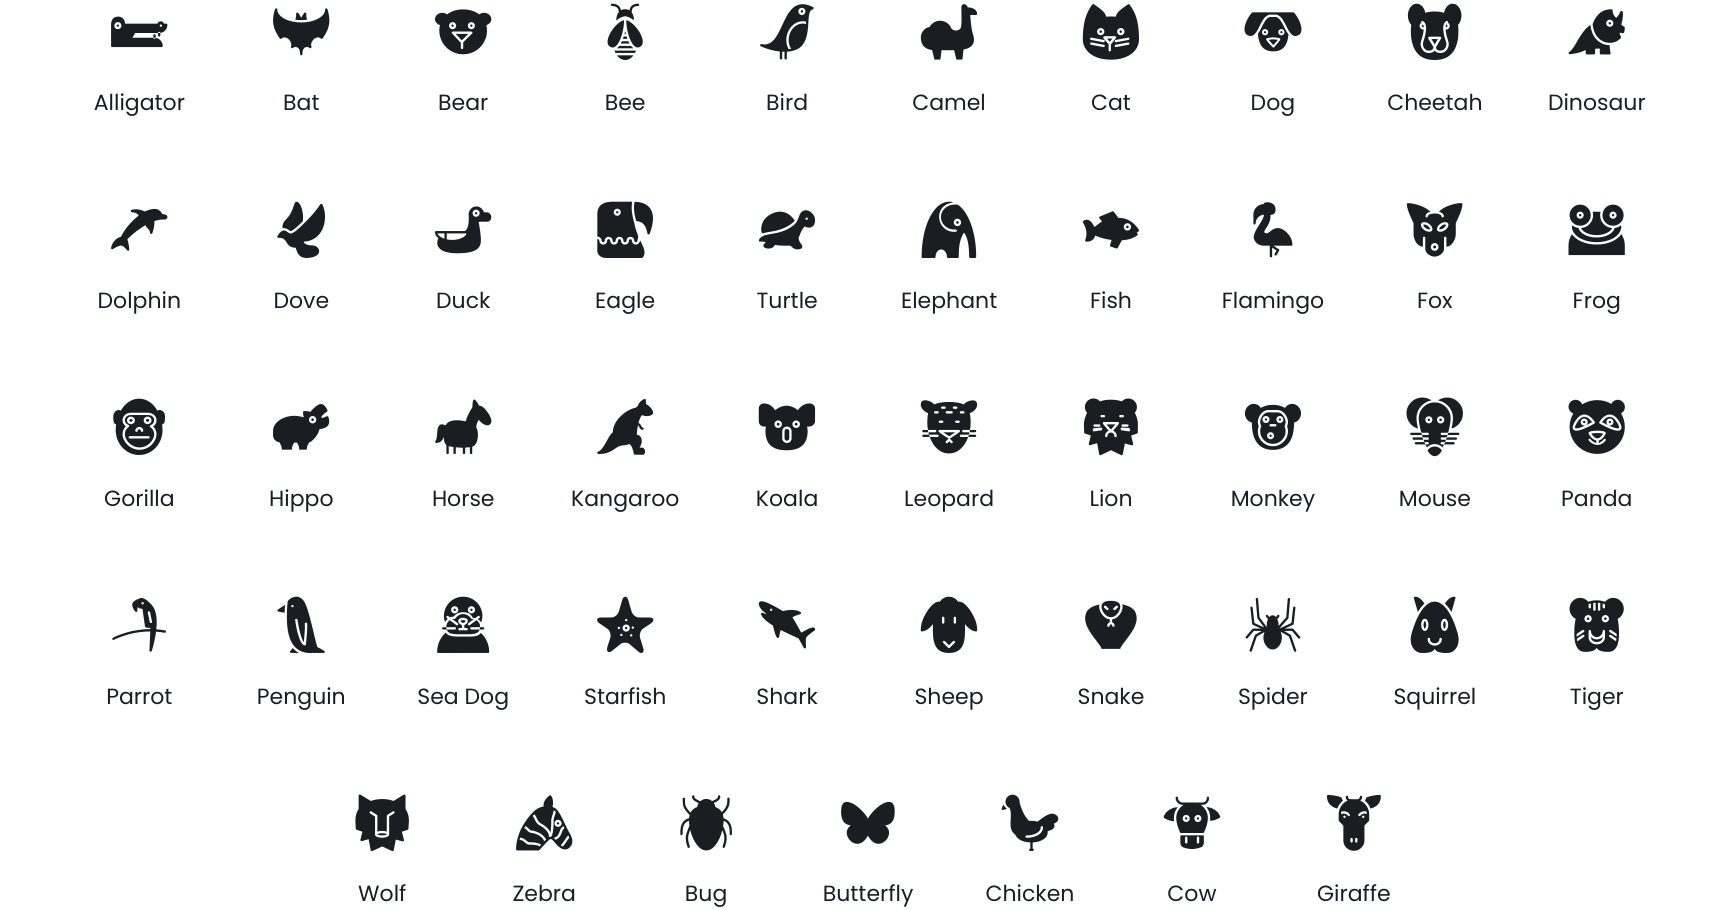 Alligator Bat Bear Bee Bird Camel Cat Dog Cheetah Dinosaur
Dolphin Dove Duck Eagle Turtle Elephant Fish Flamingo Fox Frog
Gorilla Hippo Horse Kangaroo Koala Leopard Lion Monkey Mouse Panda
Parrot Penguin Sea Dog Starfish Shark Sheep Snake Spider Squirrel Tiger
Wolf Zebra Bug Butterfly Chicken Cow Giraffe